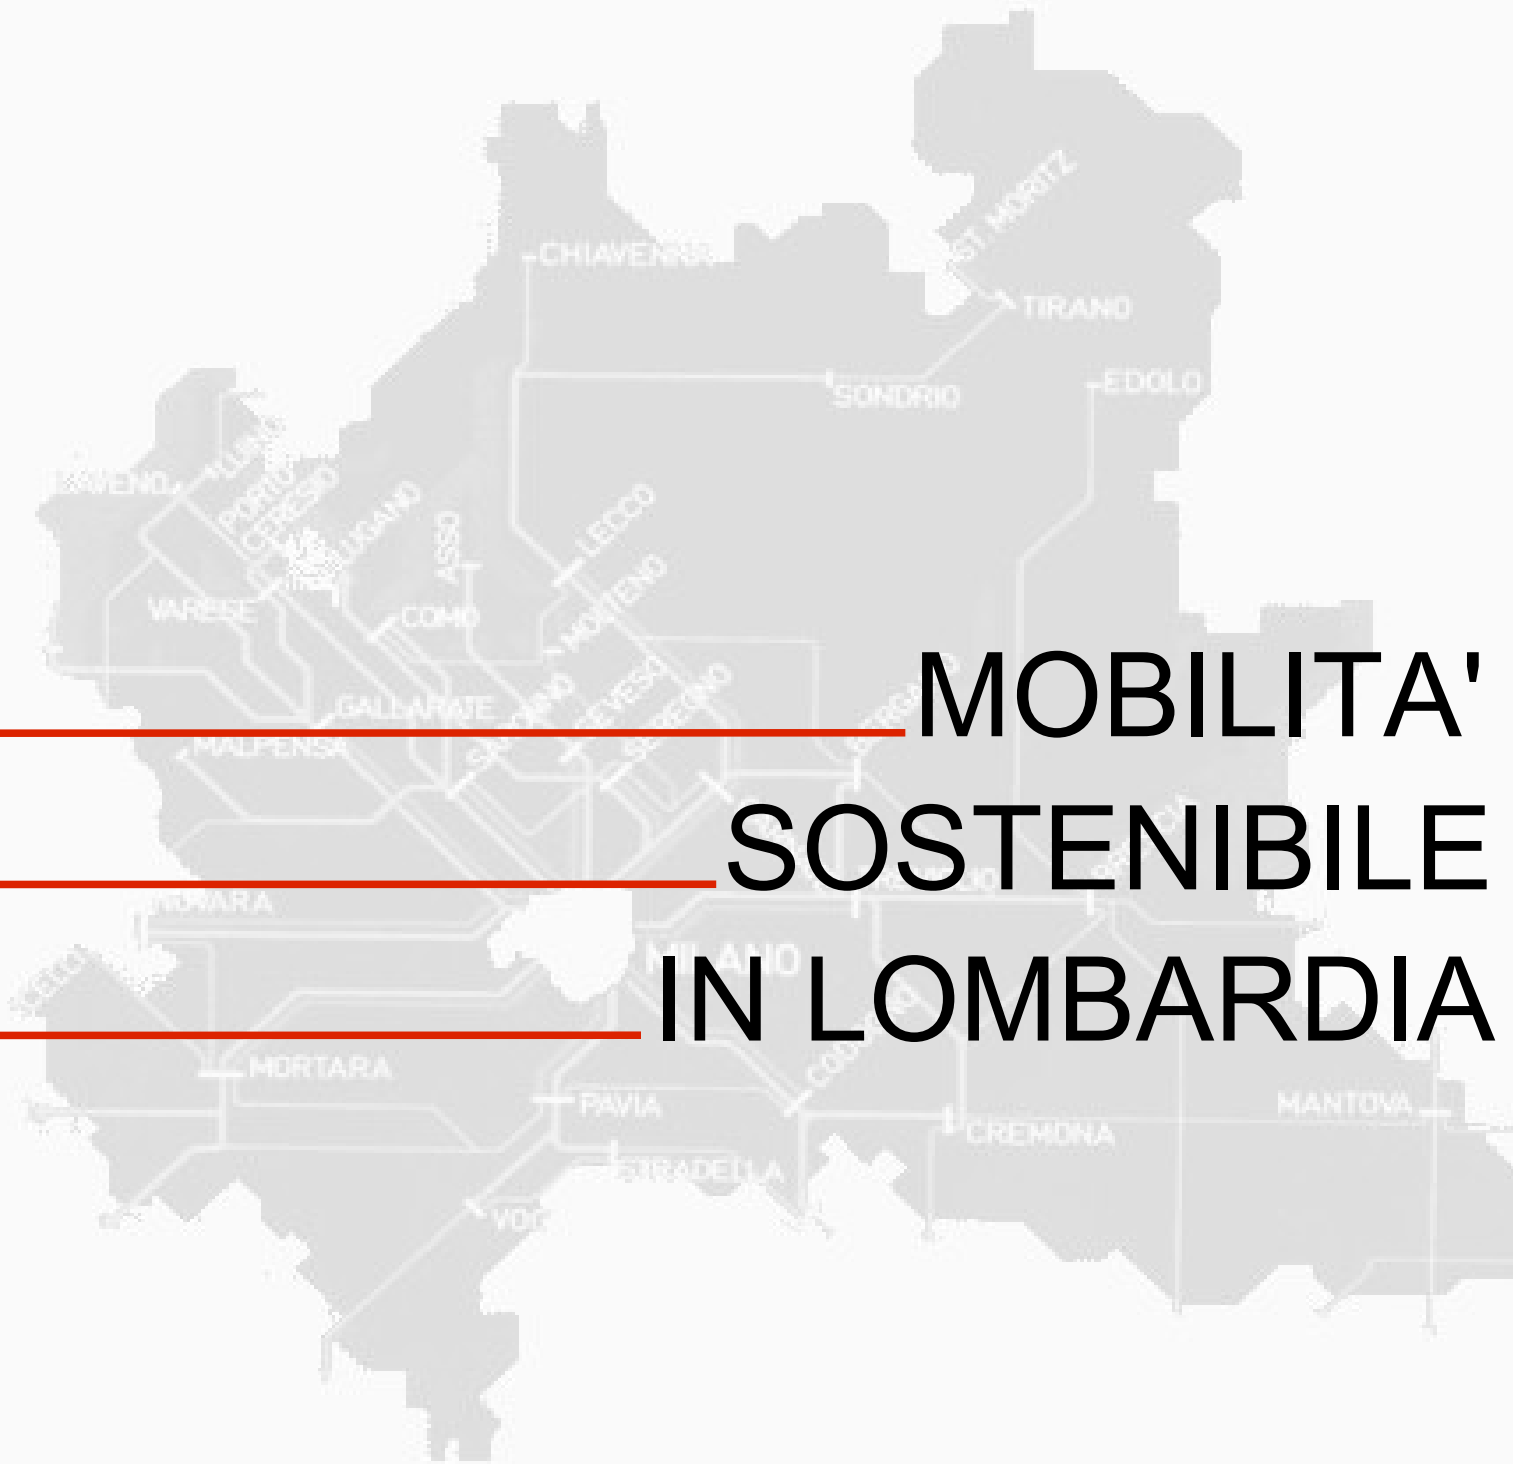 ST. MORITZ
CHIAVENNA
TIRANO
SONDRIO
EDOLO
LUINO
PORTO
CERESIO
LUGANO
ASSO
LECCO
VARESE
COMO
MOLTENO
MOBILITA'
GALLARATE
SEVESO
SEREGNO
MALPENSA
SOSTENIBILE
NOVARA
MILANO
IN LOMBARDIA
MORTARA
PAVIA
MANTOVA
CREMONA
STRADELLA